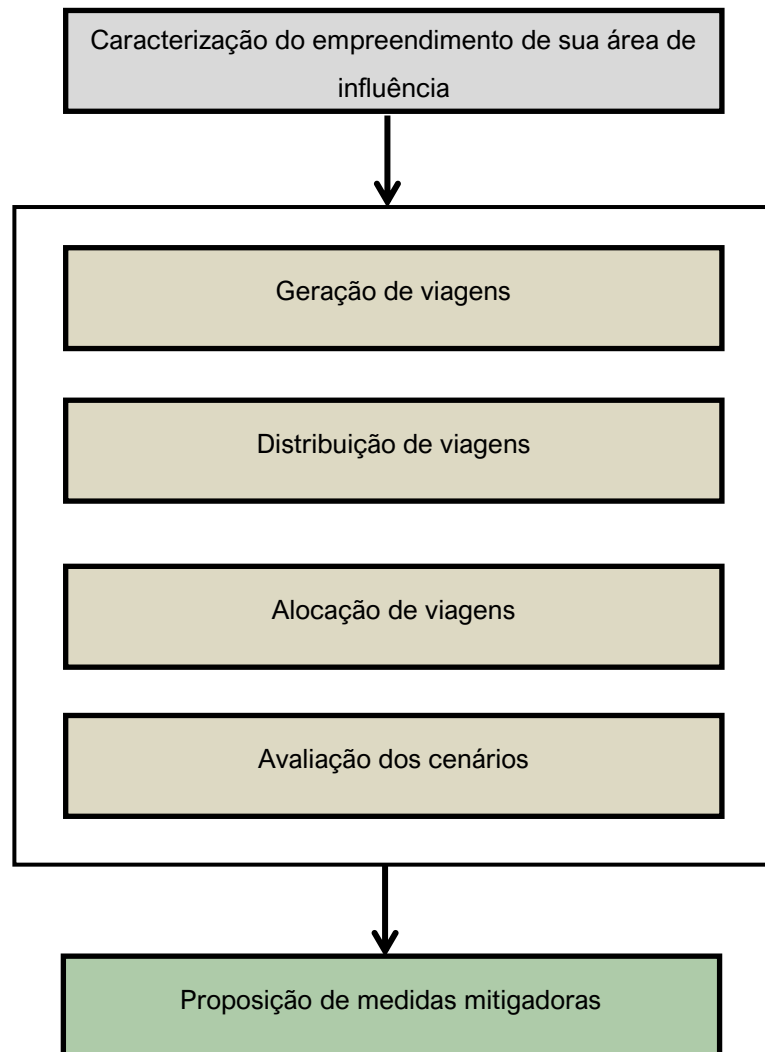 Caracterização do empreendimento de sua área de
influência
Geração de viagens
Distribuição de viagens
Alocação de viagens
Avaliação dos cenários
Proposição de medidas mitigadoras